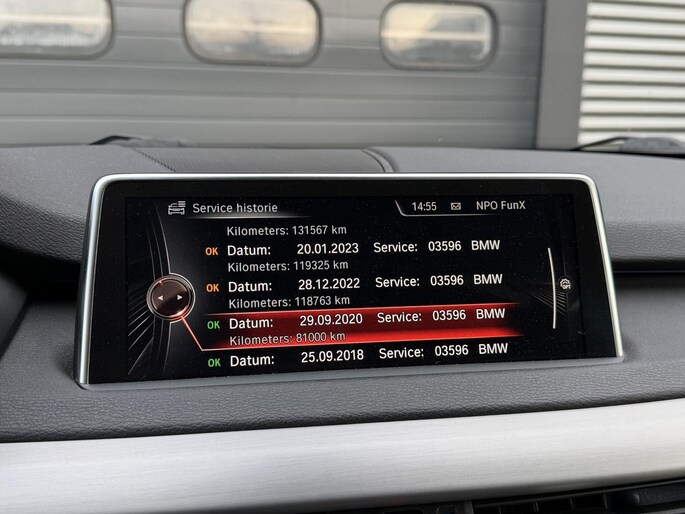 Service historie 14:55 NPO FunX
Kilometers: 131567 km
OK Datum: 20.01.2023 Service: 03596 BMW
Kilometers: 119325 km
OK Datum: 28.12.2022 Service: 03596 BMW
Kilometers: 118763 km
OK Datum: 29.09.2020 Service: 03596 BMW
Kilometers: 81000 km
OK Datum: 25.09.2018 Service: 03596 BMW